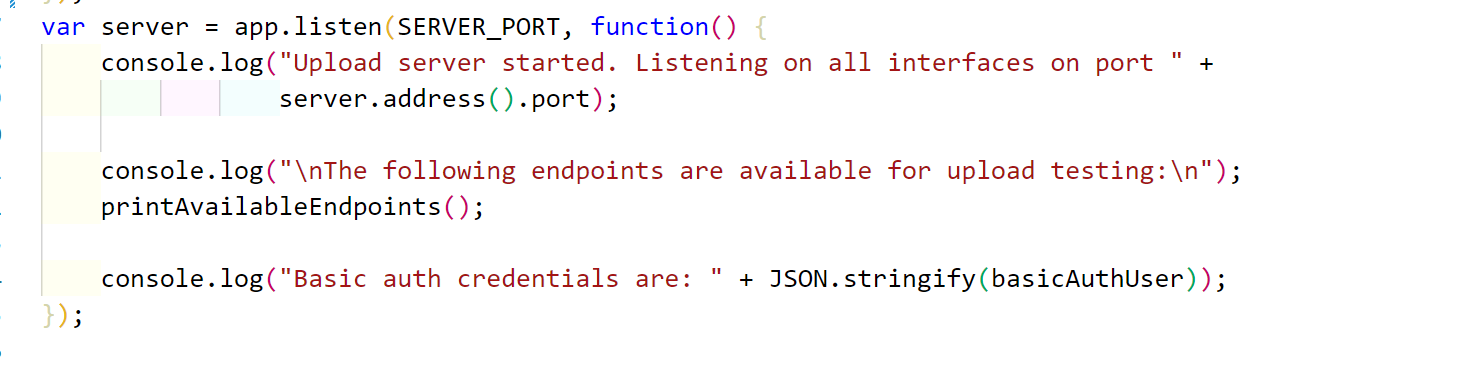 var server = app.listen(SERVER_PORT, function() {
    console.log("Upload server started. Listening on all interfaces on port " +
                server.address().port);
    console.log("\nThe following endpoints are available for upload testing:\n");
    printAvailableEndpoints();
    console.log("Basic auth credentials are: " + JSON.stringify(basicAuthUser));
});